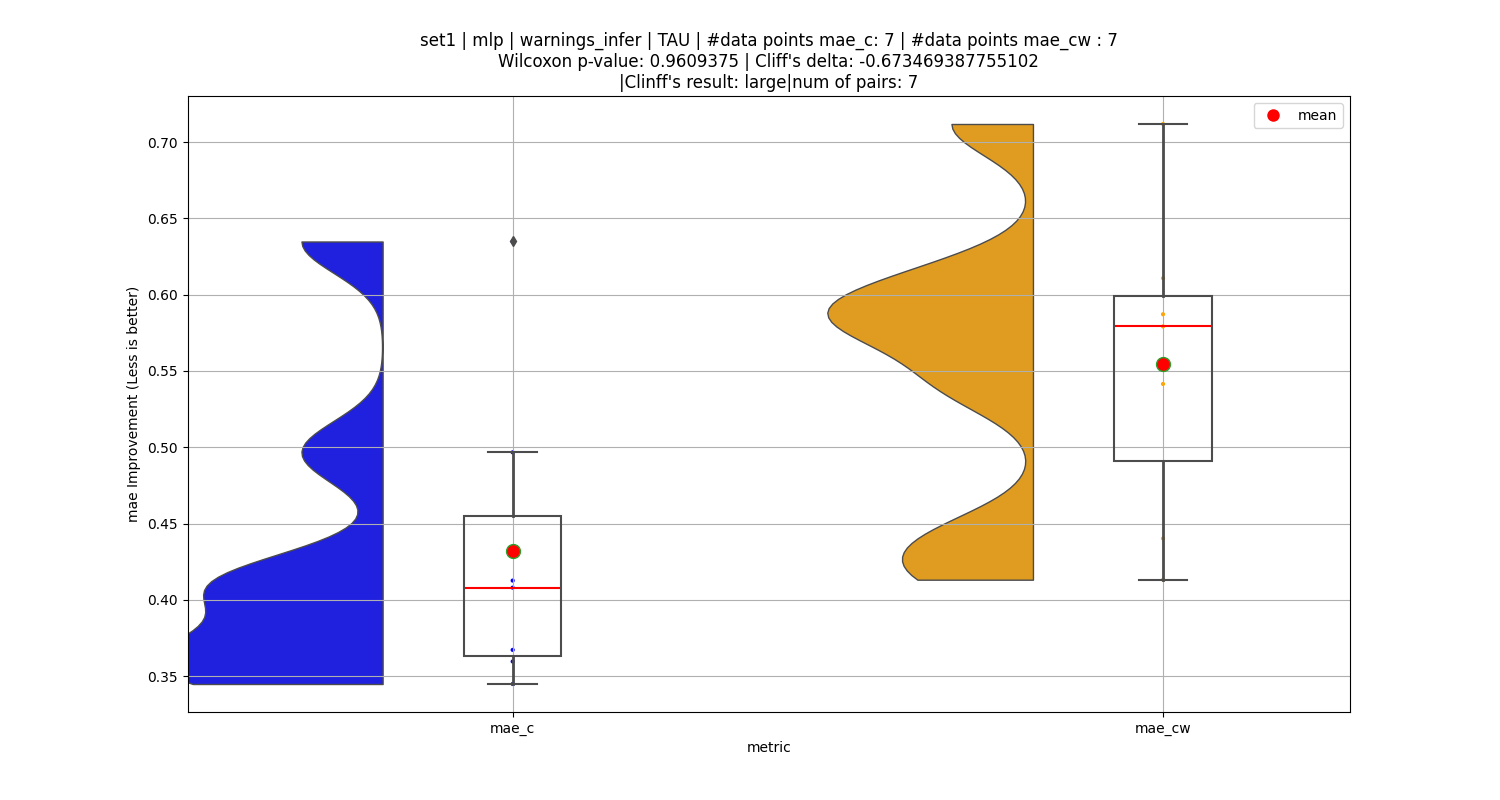 set1 | mlp | warnings_infer | TAU | #data points mae_c: 7 | #data points mae_cw : 7
Wilcoxon p-value: 0.9609375 | Cliff's delta: -0.673469387755102
|Clinff's result: large|num of pairs: 7
mean
mae Improvement (Less is better)
0.70
0.65
0.60
0.55
0.50
0.45
0.40
0.35
mae_c
mae_cw
metric